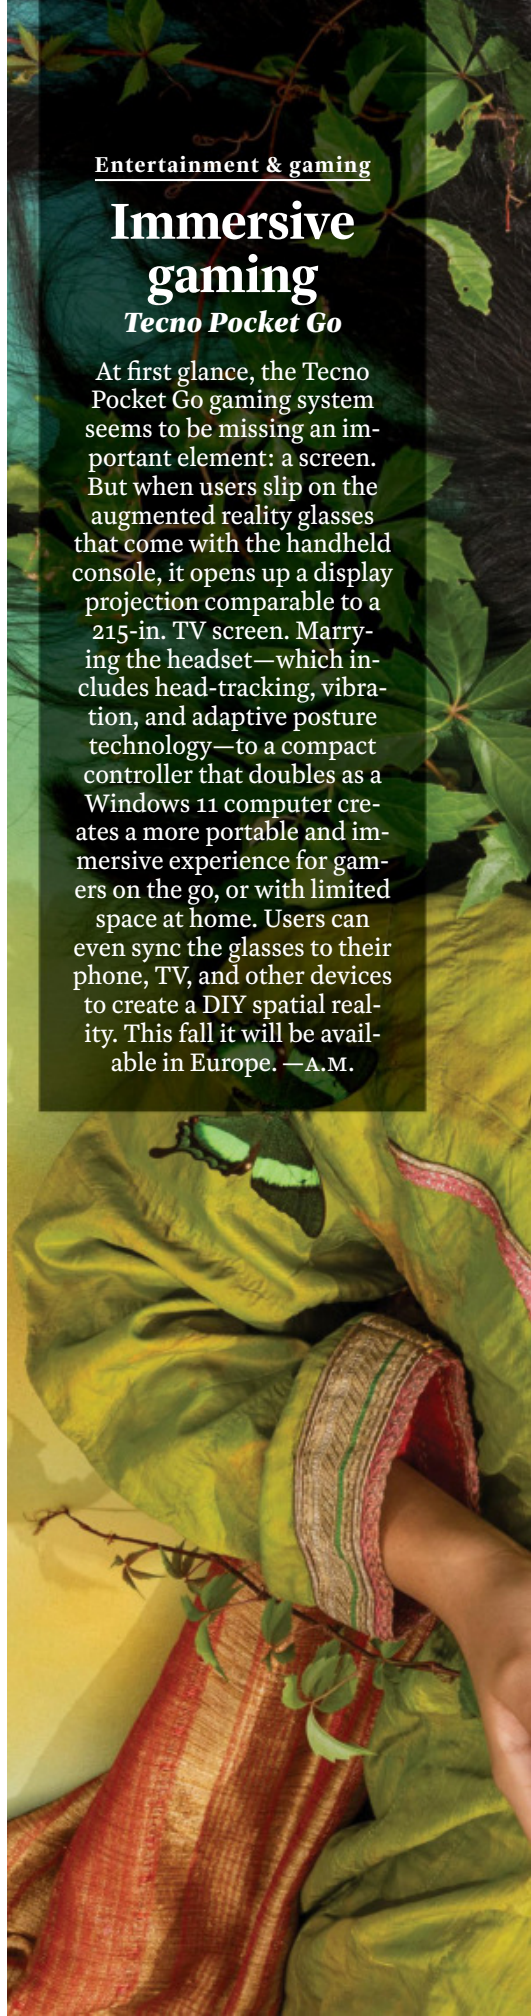 Entertainment & gaming
Immersive
gaming
Tecno Pocket Go
At first glance, the Tecno
Pocket Go gaming system
seems to be missing an im-
portant element: a screen.
But when users slip on the
augmented reality glasses
that come with the handheld
console, it opens up a display
projection comparable to a
215-in. TV screen. Marry-
ing the headset—which in-
cludes head-tracking, vibra-
tion, and adaptive posture
technology—to a compact
controller that doubles as a
Windows 11 computer cre-
ates a more portable and im-
mersive experience for gam-
ers on the go, or with limited
space at home. Users can
even sync the glasses to their
phone, TV, and other devices
to create a DIY spatial real-
ity. This fall it will be avail-
able in Europe. —A.M.